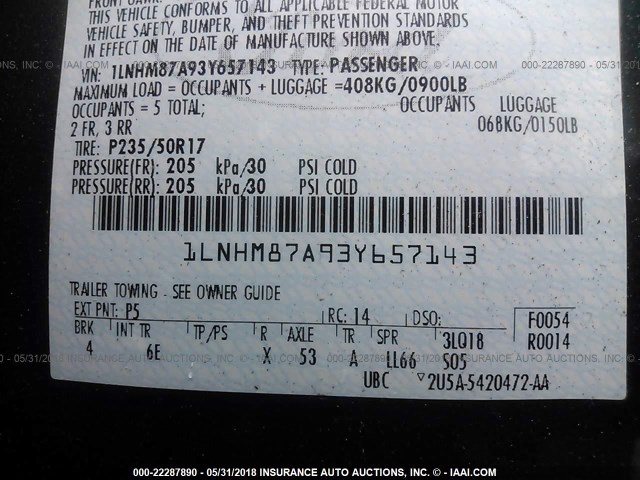 THIS VEHICLE CONFORMS TO ALL APPLICABLE FEDERAL MOTOR
VEHICLE SAFETY, BUMPER, AND THEFT PREVENTION STANDARDS
IN EFFECT ON THE DATE OF MANUFACTURE SHOWN ABOVE.
VIN: 1LNHM87A93Y657143 TYPE: PASSENGER
MAXIMUM LOAD = OCCUPANTS + LUGGAGE =408KG/0900LB
OCCUPANTS = 5 TOTAL; OCCUPANTS LUGGAGE
2 FR, 3 RR 068KG/0150LB
TIRE: P235/50R17
PRESSURE(FR): 205 kPa/30 PSI COLD
PRESSURE(RR): 205 kPa/30 PSI COLD
1LNHM87A93Y657143
TRAILER TOWING - SEE OWNER GUIDE
EXT PNT: P5 RC: 14 DSO: F0054
BRK INT TR TP/PS R AXLE TR SPR 3LQ18 R0014
4 6E X 53 A LL66 S05
UBC ▽2U5A-5420472-AA
000-22287890 - 05/31/2018 INSURANCE AUTO AUCTIONS, INC. - © - IAAI.COM